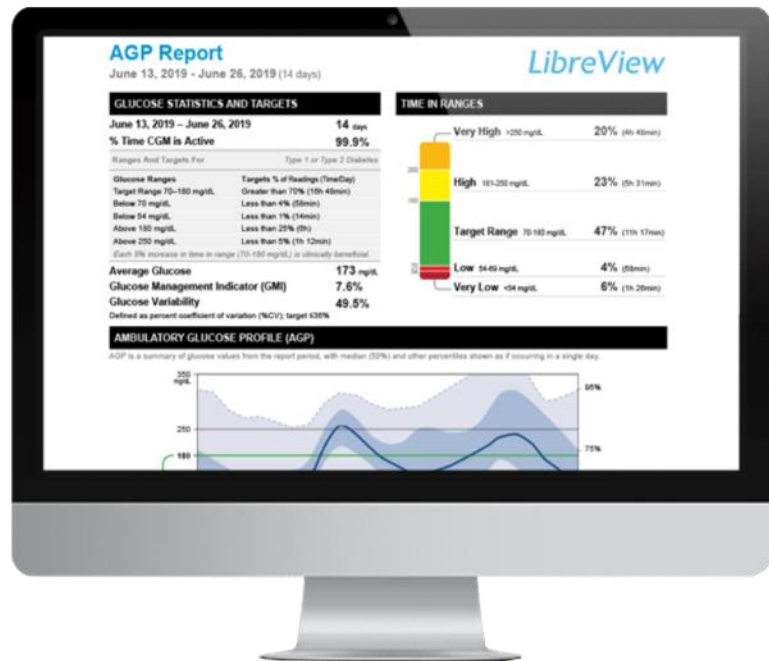 AGP Report
LibreView
June 13, 2019 - June 26, 2019 (14 days)
GLUCOSE STATISTICS AND TARGETS
June 13, 2019 – June 26, 2019 14 days
% Time CGM is Active 99.9%
Ranges And Targets For Type 1 or Type 2 Diabetes
Glucose Ranges Targets % of Readings (Time/Day)
Target Range 70–180 mg/dL Greater than 70% (16h 48min)
Below 70 mg/dL Less than 4% (58min)
Below 54 mg/dL Less than 1% (14min)
Above 180 mg/dL Less than 25% (6h)
Above 250 mg/dL Less than 5% (1h 12min)
Each 5% increase in time in range (70-180 mg/dL) is clinically beneficial.
Average Glucose 173 mg/dL
Glucose Management Indicator (GMI) 7.6%
Glucose Variability 49.5%
Defined as percent coefficient of variation (%CV); target ≤36%
TIME IN RANGES
Very High >250 mg/dL 20% (4h 48min)
250
High 181-250 mg/dL 23% (5h 31min)
180
Target Range 70-180 mg/dL 47% (11h 17min)
Low 54-69 mg/dL 4% (58min)
Very Low <54 mg/dL 6% (1h 26min)
AMBULATORY GLUCOSE PROFILE (AGP)
AGP is a summary of glucose values from the report period, with median (50%) and other percentiles shown as if occurring in a single day.
350
mg/dL
95%
250
75%
180